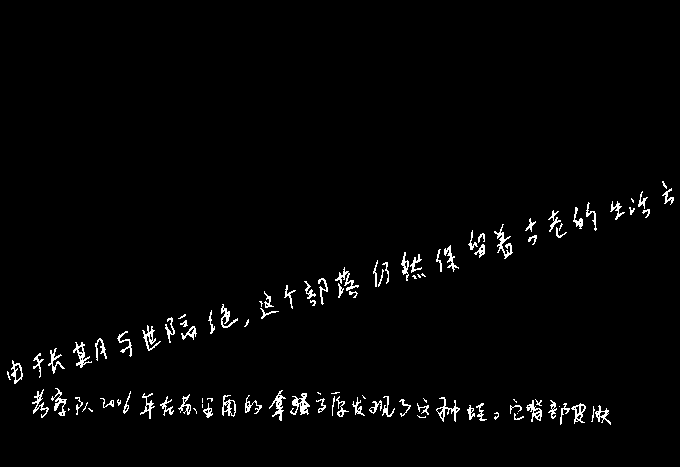 由于长期与世隔绝,这个部落仍然保留着古老的生活方
考察队2006年在苏里南的拿骚高原发现了这种蛙。它背部皮肤